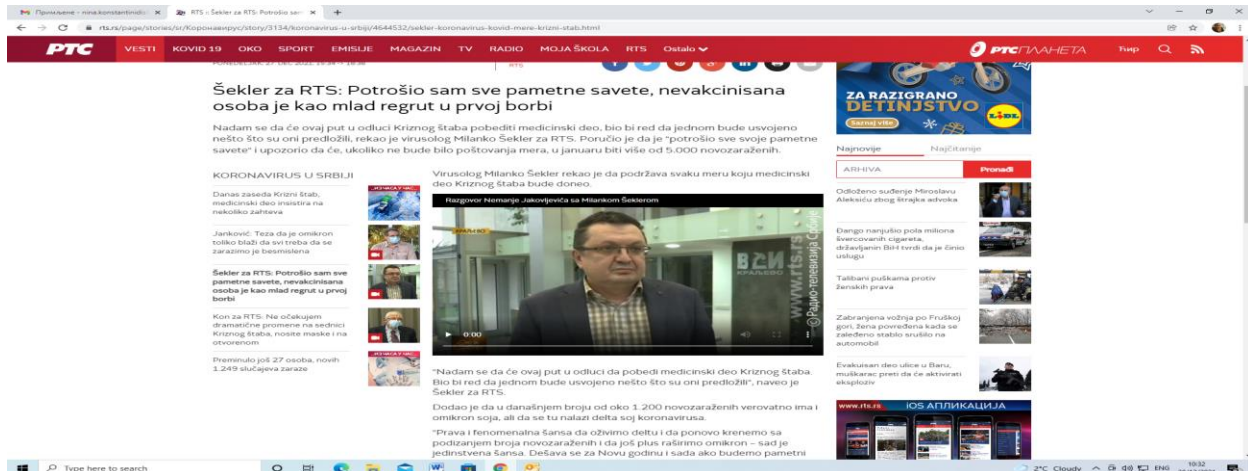 Примљене - nina.konstantinidis
RTS :: Šekler za RTS: Potrošio sam
rts.rs/page/stories/sr/Коронавирус/story/3134/koronavirus-u-srbiji/4644532/sekler-koronavirus-kovid-mere-krizni-stab.html
РТС VESTI KOVID 19 OKO SPORT EMISIJE MAGAZIN TV RADIO MOJA ŠKOLA RTS Ostalo РТС ПЛАНЕТА Ћир
PONEDELJAK, 27. DEC 2021,
RTS
Šekler za RTS: Potrošio sam sve pametne savete, nevakcinisana
osoba je kao mlad regrut u prvoj borbi
Nadam se da će ovaj put u odluci Kriznog štaba pobediti medicinski deo, bio bi red da jednom bude usvojeno
nešto što su oni predložili, rekao je virusolog Milanko Šekler za RTS. Poručio je da je "potrošio sve svoje pametne
savete" i upozorio da će, ukoliko ne bude bilo poštovanja mera, u januaru biti više od 5.000 novozaraženih.
KORONAVIRUS U SRBIJI
Danas zaseda Krizni štab,
medicinski deo insistira na
nekoliko zahteva
Janković: Teza da je omikron
toliko blaži da svi treba da se
zarazimo je besmislena
Šekler za RTS: Potrošio sam sve
pametne savete, nevakcinisana
osoba je kao mlad regrut u prvoj
borbi
Kon za RTS: Ne očekujem
dramatične promene na sednici
Kriznog štaba, nosite maske i na
otvorenom
Preminulo još 27 osoba, novih
1.249 slučajeva zaraze
Virusolog Milanko Šekler rekao je da podržava svaku meru koju medicinski
deo Kriznog štaba bude doneo.
Razgovor Nemanje Jakovljevića sa Milankom Šeklerom
КРАЉЕВО
ВСИ
КРАЉЕВО
www.rts.rs
©Радио-телевизија Србије
0:00
"Nadam se da će ovaj put u odluci da pobedi medicinski deo Kriznog štaba.
Bio bi red da jednom bude usvojeno nešto što su oni predložili", naveo je
Šekler za RTS.
Dodao je da u današnjem broju od oko 1.200 novozaraženih verovatno ima i
omikron soja, ali da se tu nalazi delta soj koronavirusa.
"Prava i fenomenalna šansa da oživimo deltu i da ponovo krenemo sa
podizanjem broja novozaraženih i da još plus raširimo omikron – sad je
jedinstvena šansa. Dešava se za Novu godinu i sada ako budemo pametni
ZA RAZIGRANO
DETINJSTVO
Saznaj više
LIDL
Najnovije Najčitanije
ARHIVA Pronađi
Odloženo suđenje Miroslavu
Aleksiću zbog štrajka advoka
Đango nanjušio pola miliona
švercovanih cigareta,
državljanin BiH tvrdi da je činio
uslugu
Talibani puškama protiv
ženskih prava
Zabranjena vožnja po Fruškoj
gori, žena povređena kada se
zaleđeno stablo srušilo na
automobil
Evakuisan deo ulice u Baru,
muškarac preti da će aktivirati
eksploziv
www.rts.rs iOS АПЛИКАЦИЈА
Type here to search
2°C Cloudy ENG 10:32